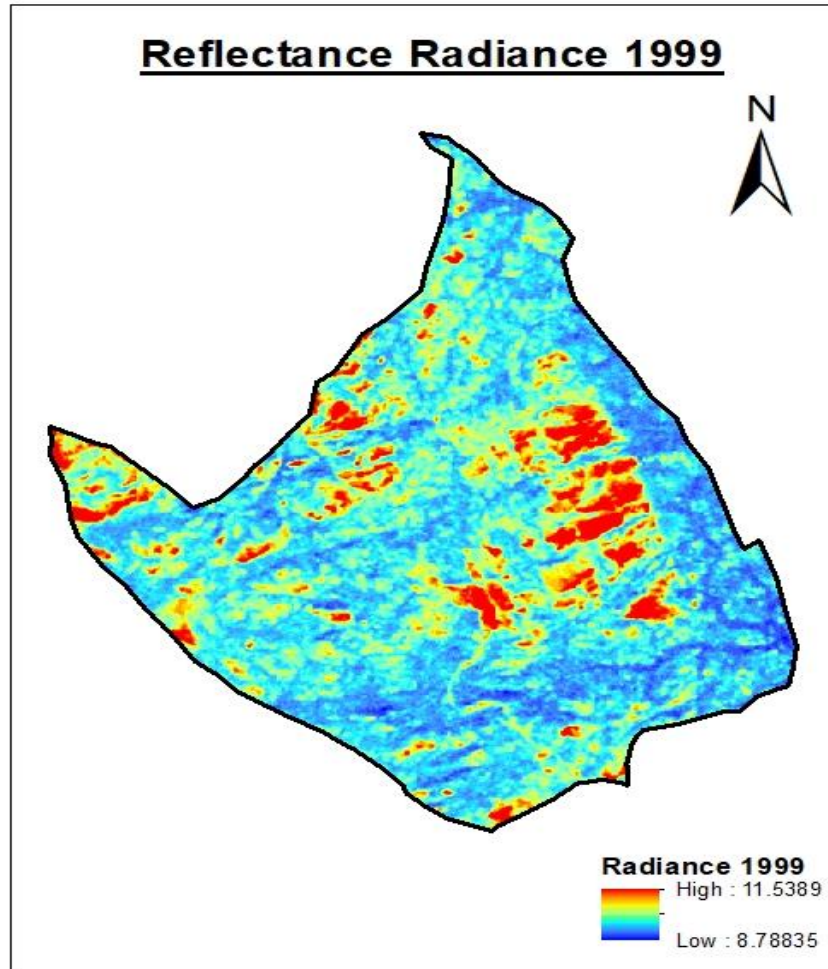 Reflectance Radiance 1999
N
Radiance 1999
High : 11.5389
Low : 8.78835